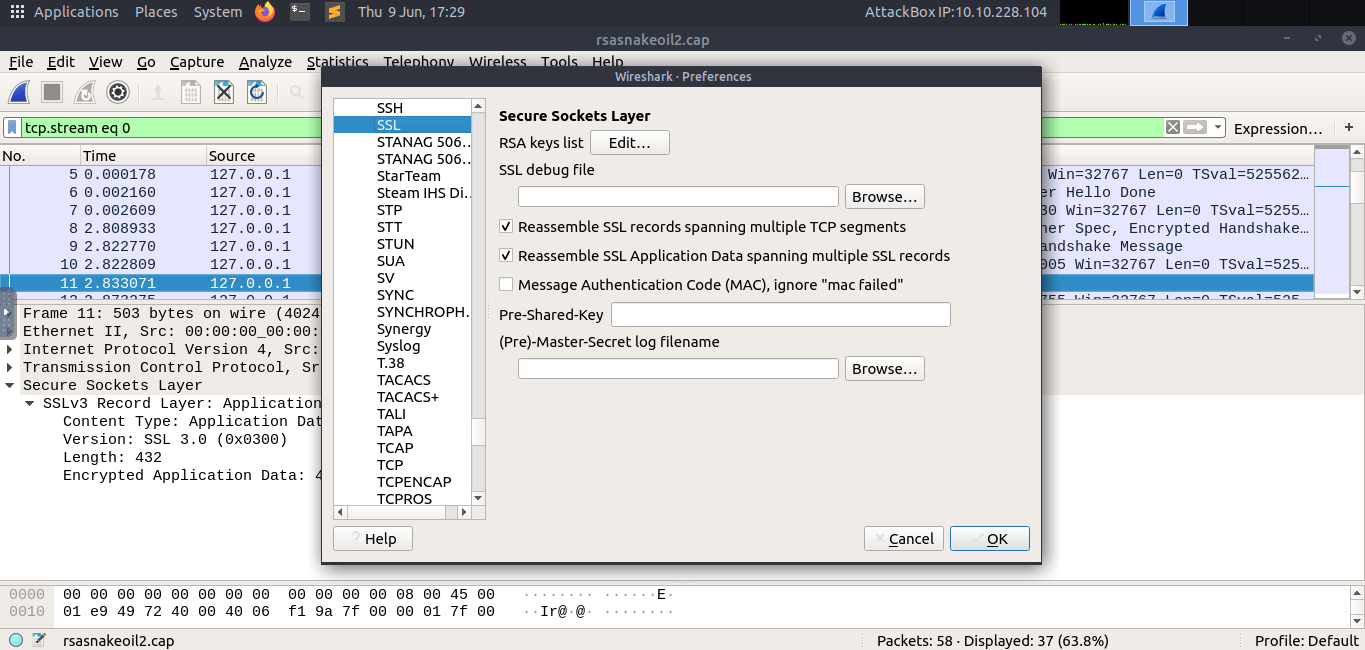 Applications Places System Thu 9 Jun, 17:29 AttackBox IP:10.10.228.104
rsasnakeoil2.cap
File Edit View Go Capture Analyze Statistics Telephony Wireless Tools Help
Wireshark · Preferences
tcp.stream eq 0
Expression… +
No. Time Source
5 0.000178 127.0.0.1 Win=32767 Len=0 TSval=525562…
6 0.002160 127.0.0.1 er Hello Done
7 0.002609 127.0.0.1 30 Win=32767 Len=0 TSval=5255…
8 2.808933 127.0.0.1 her Spec, Encrypted Handshake…
9 2.822770 127.0.0.1 andshake Message
10 2.822809 127.0.0.1 005 Win=32767 Len=0 TSval=525…
11 2.833071 127.0.0.1
12 2.873275 127.0.0.1 755 Win=32767 Len=0 TSval=525…
Frame 11: 503 bytes on wire (4024
Ethernet II, Src: 00:00:00_00:00:
Internet Protocol Version 4, Src:
Transmission Control Protocol, Sr
Secure Sockets Layer
SSLv3 Record Layer: Application
Content Type: Application Dat
Version: SSL 3.0 (0x0300)
Length: 432
Encrypted Application Data: 4
SSH
SSL
STANAG 506…
STANAG 506…
StarTeam
Steam IHS Di…
STP
STT
STUN
SUA
SV
SYNC
SYNCHROPH…
Synergy
Syslog
T.38
TACACS
TACACS+
TALI
TAPA
TCAP
TCP
TCPENCAP
TCPROS
Secure Sockets Layer
RSA keys list Edit…
SSL debug file
Browse…
Reassemble SSL records spanning multiple TCP segments
Reassemble SSL Application Data spanning multiple SSL records
Message Authentication Code (MAC), ignore "mac failed"
Pre-Shared-Key
(Pre)-Master-Secret log filename
Browse…
? Help Cancel OK
0000 00 00 00 00 00 00 00 00 00 00 00 00 08 00 45 00 ········ ······E·
0010 01 e9 49 72 40 00 40 06 f1 9a 7f 00 00 01 7f 00 ··Ir@·@· ········
rsasnakeoil2.cap Packets: 58 · Displayed: 37 (63.8%) Profile: Default